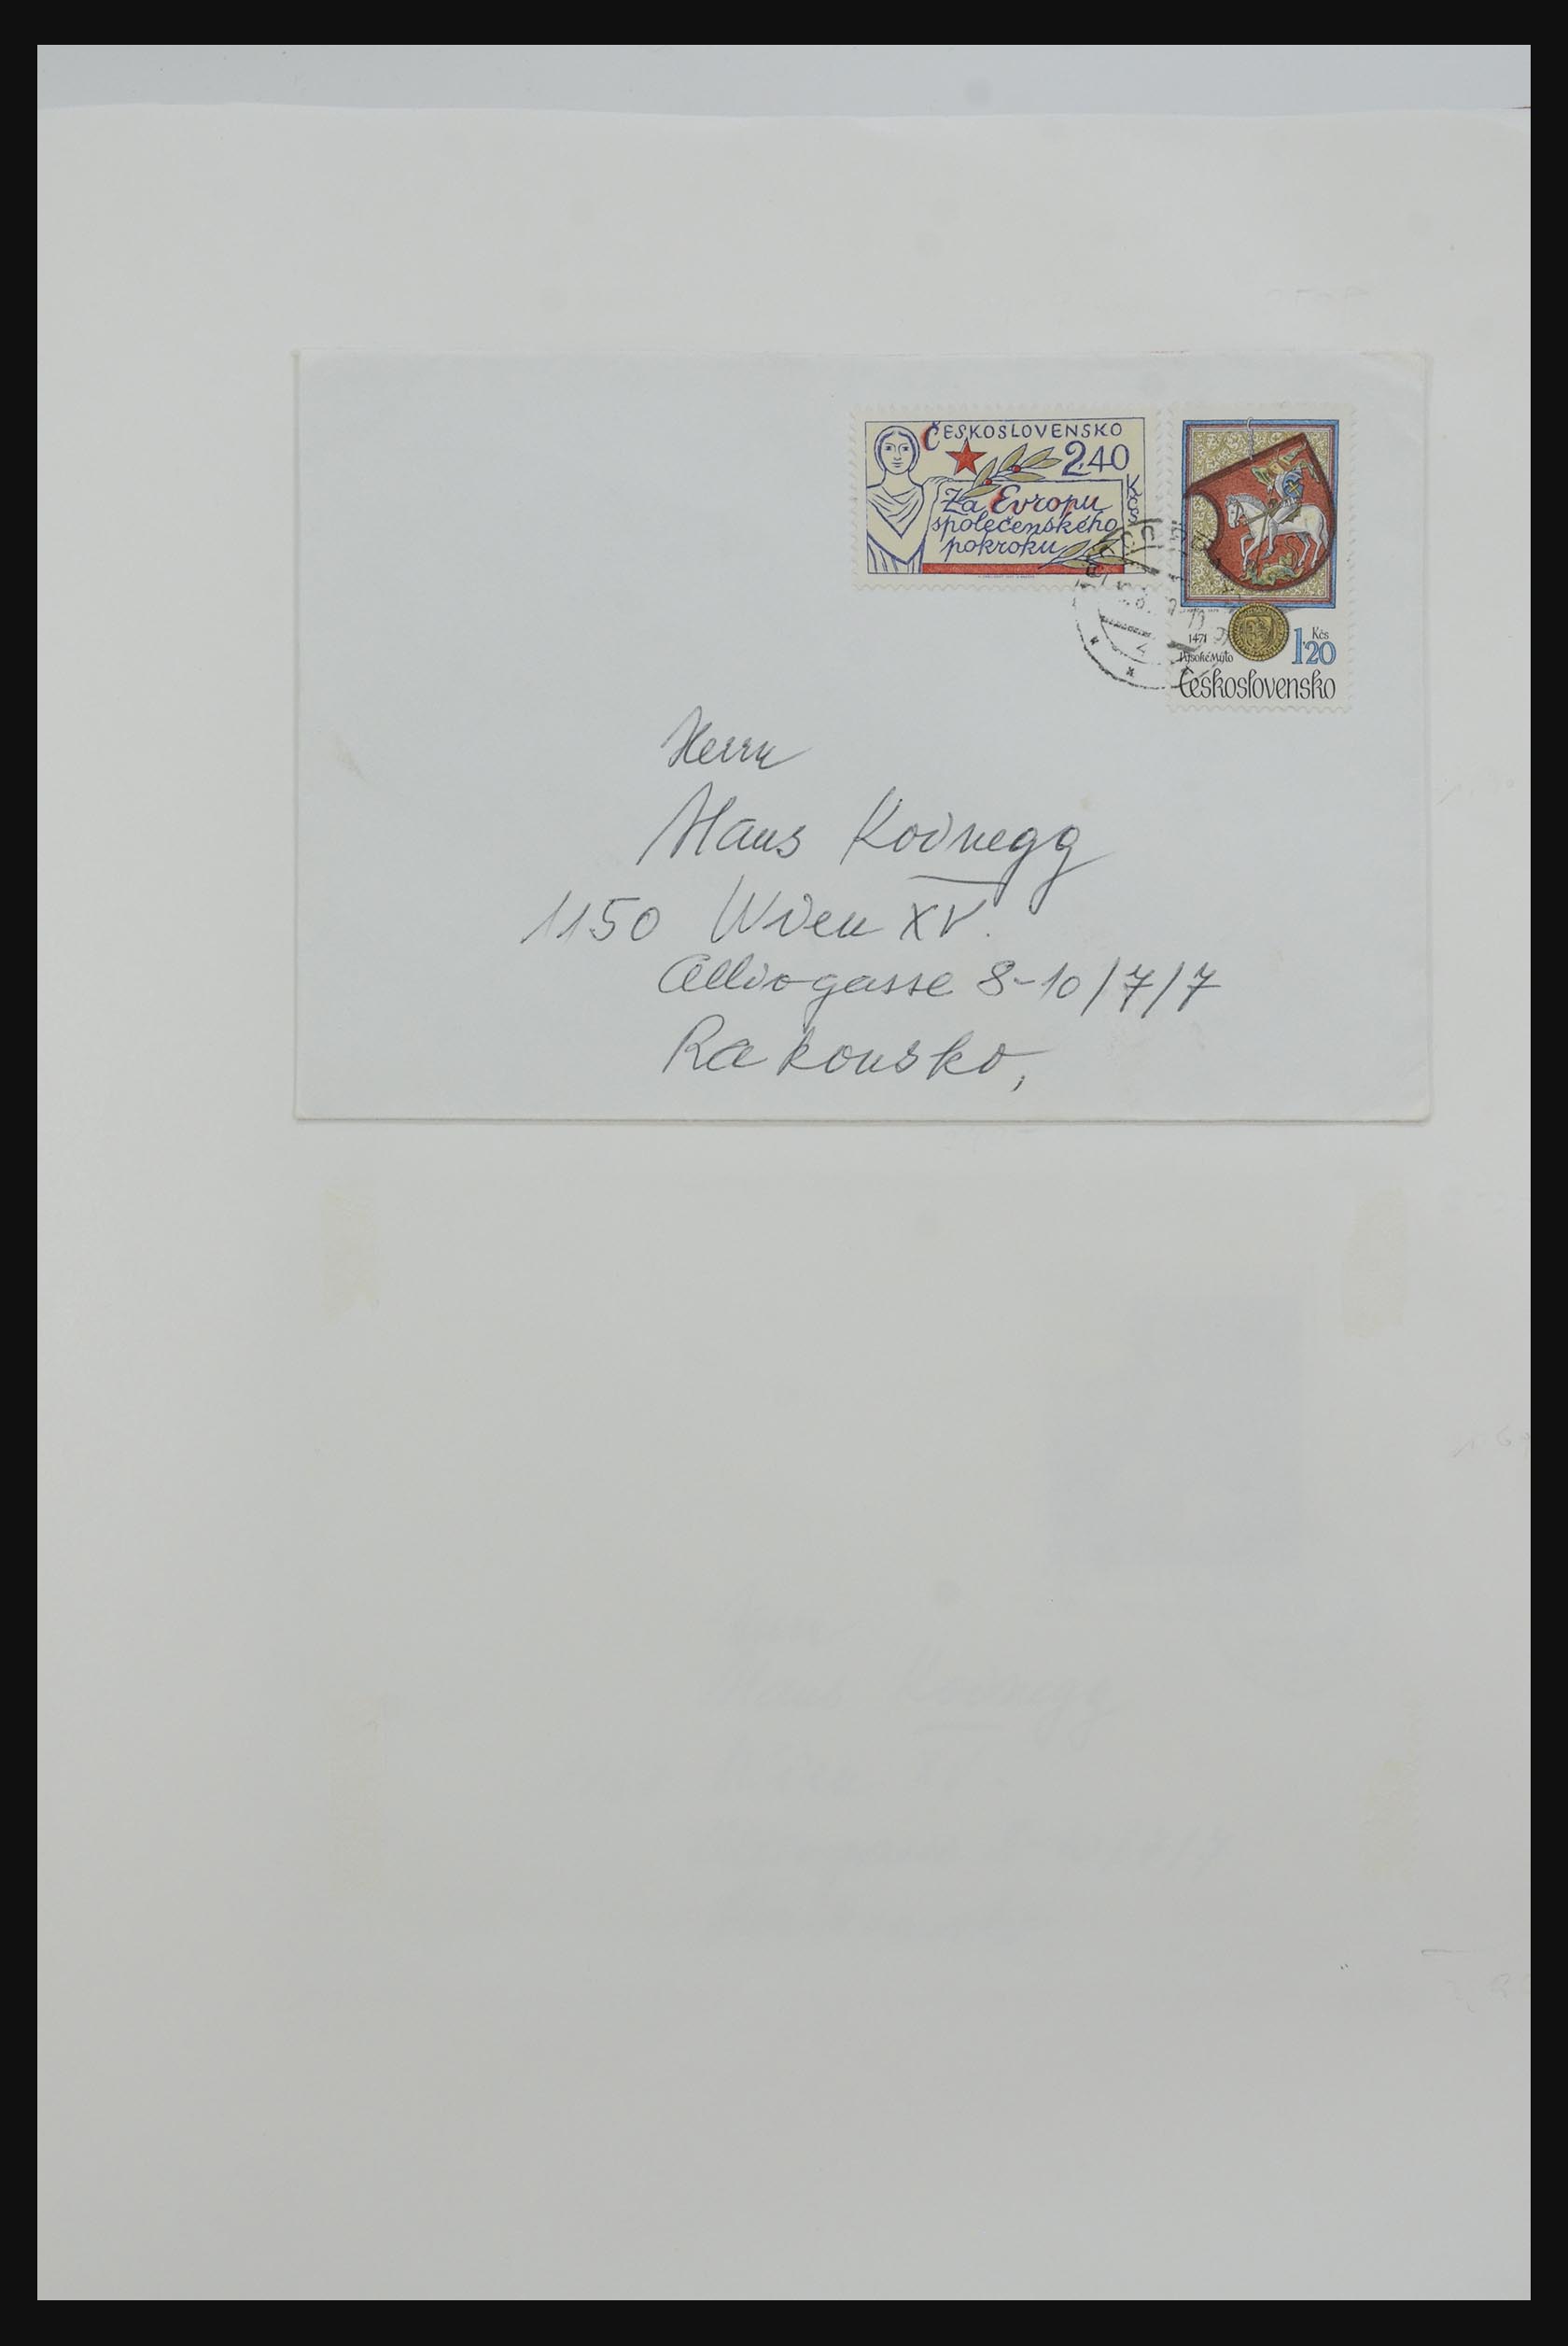 ČESKOSLOVENSKO
2.40
Kčs
Za Evropu
společenského
pokroku
1471
Vysoké Mýto
Kčs
1'20
Československo
Herrn
Hans Koinegg
1150 Wien XV.
Alliogasse 8-10/7/7
Rakousko,